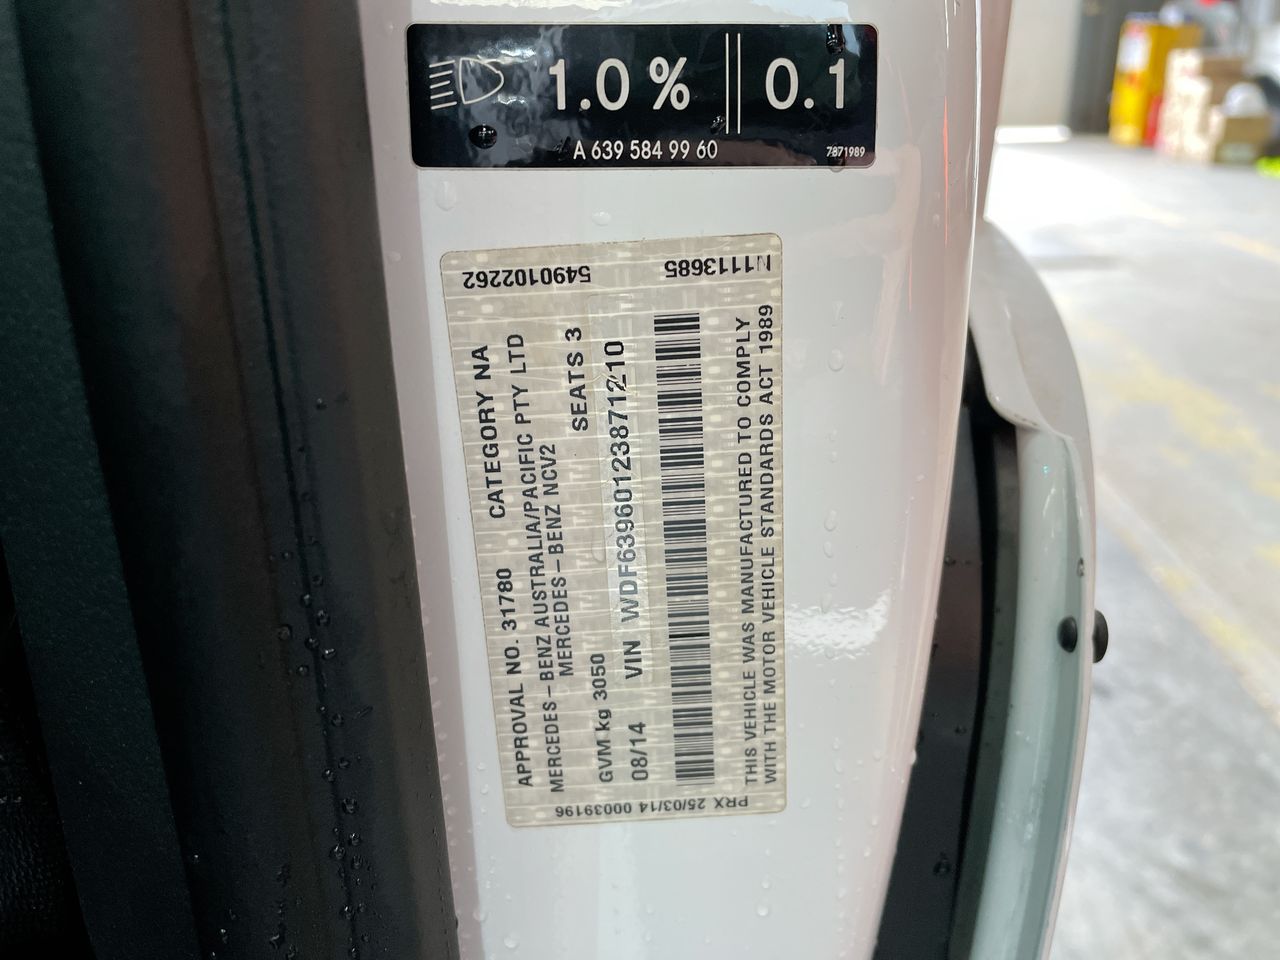 1.0 % 0.1
A 639 584 99 60 7871989
5490102262 N1113685
APPROVAL NO. 31780 CATEGORY NA
MERCEDES-BENZ AUSTRALIA/PACIFIC PTY LTD
MERCEDES-BENZ NCV2
GVM kg 3050 SEATS 3
08/14 VIN WDF63960123871210
THIS VEHICLE WAS MANUFACTURED TO COMPLY
WITH THE MOTOR VEHICLE STANDARDS ACT 1989
PRX 25/03/14 00039196